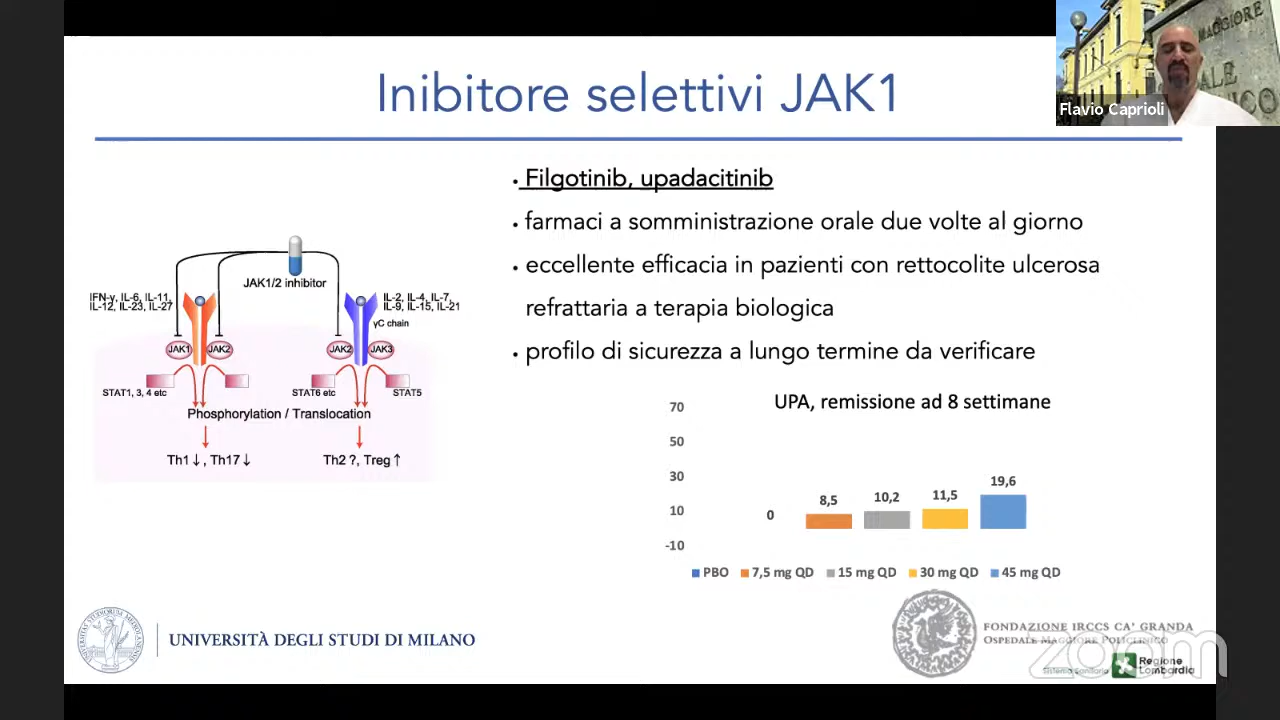 Inibitore selettivi JAK1
MAGGIORE
Flavio Caprioli
• Filgotinib, upadacitinib
• farmaci a somministrazione orale due volte al giorno
• eccellente efficacia in pazienti con rettocolite ulcerosa
refrattaria a terapia biologica
• profilo di sicurezza a lungo termine da verificare
JAK1/2 inhibitor
IFN-γ, IL-6, IL-11,
IL-12, IL-23, IL-27
IL-2, IL-4, IL-7,
IL-9, IL-15, IL-21
γC chain
JAK1
JAK2
JAK2
JAK3
STAT1, 3, 4 etc
STAT6 etc
STAT5
Phosphorylation / Translocation
Th1 ↓, Th17 ↓
Th2 ?, Treg ↑
UPA, remissione ad 8 settimane
70
50
30
10
-10
0
8,5
10,2
11,5
19,6
PBO
7,5 mg QD
15 mg QD
30 mg QD
45 mg QD
UNIVERSITÀ DEGLI STUDI DI MILANO
FONDAZIONE IRCCS CA' GRANDA
OSPEDALE MAGGIORE POLICLINICO
Sistema Sanitario
Regione
Lombardia
zoom